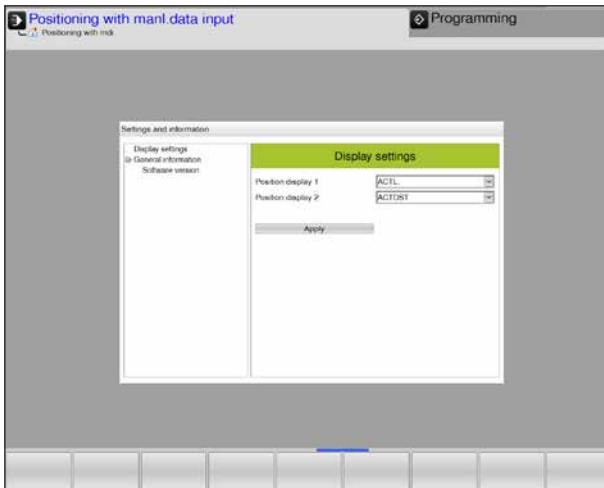 Positioning with manl.data input
Positioning with mdi
Programming
Settings and information
Display settings
General information
Software version
Display settings
Position display 1
ACTL.
Position display 2
ACTDST
Apply